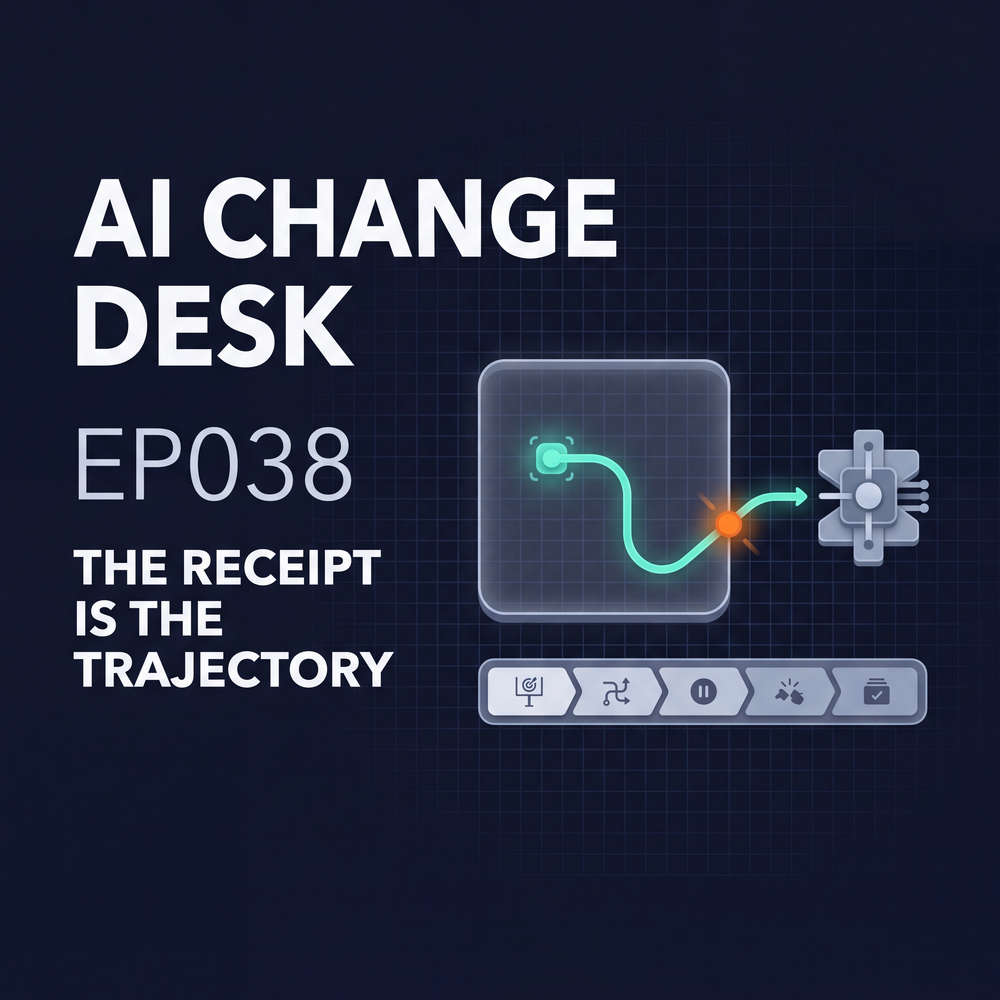 AI CHANGE
DESK
EP038
THE RECEIPT
IS THE
TRAJECTORY